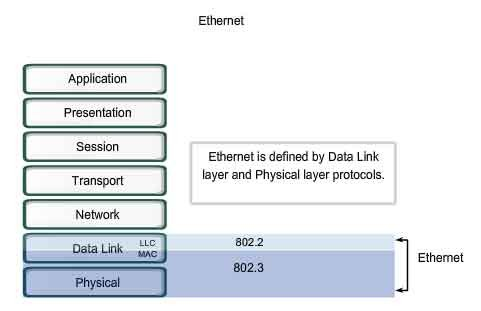 Ethernet
Application
Presentation
Session
Ethernet is defined by Data Link
layer and Physical layer protocols.
Transport
Network
Data Link LLC 802.2
MAC
802.3
Ethernet
Physical